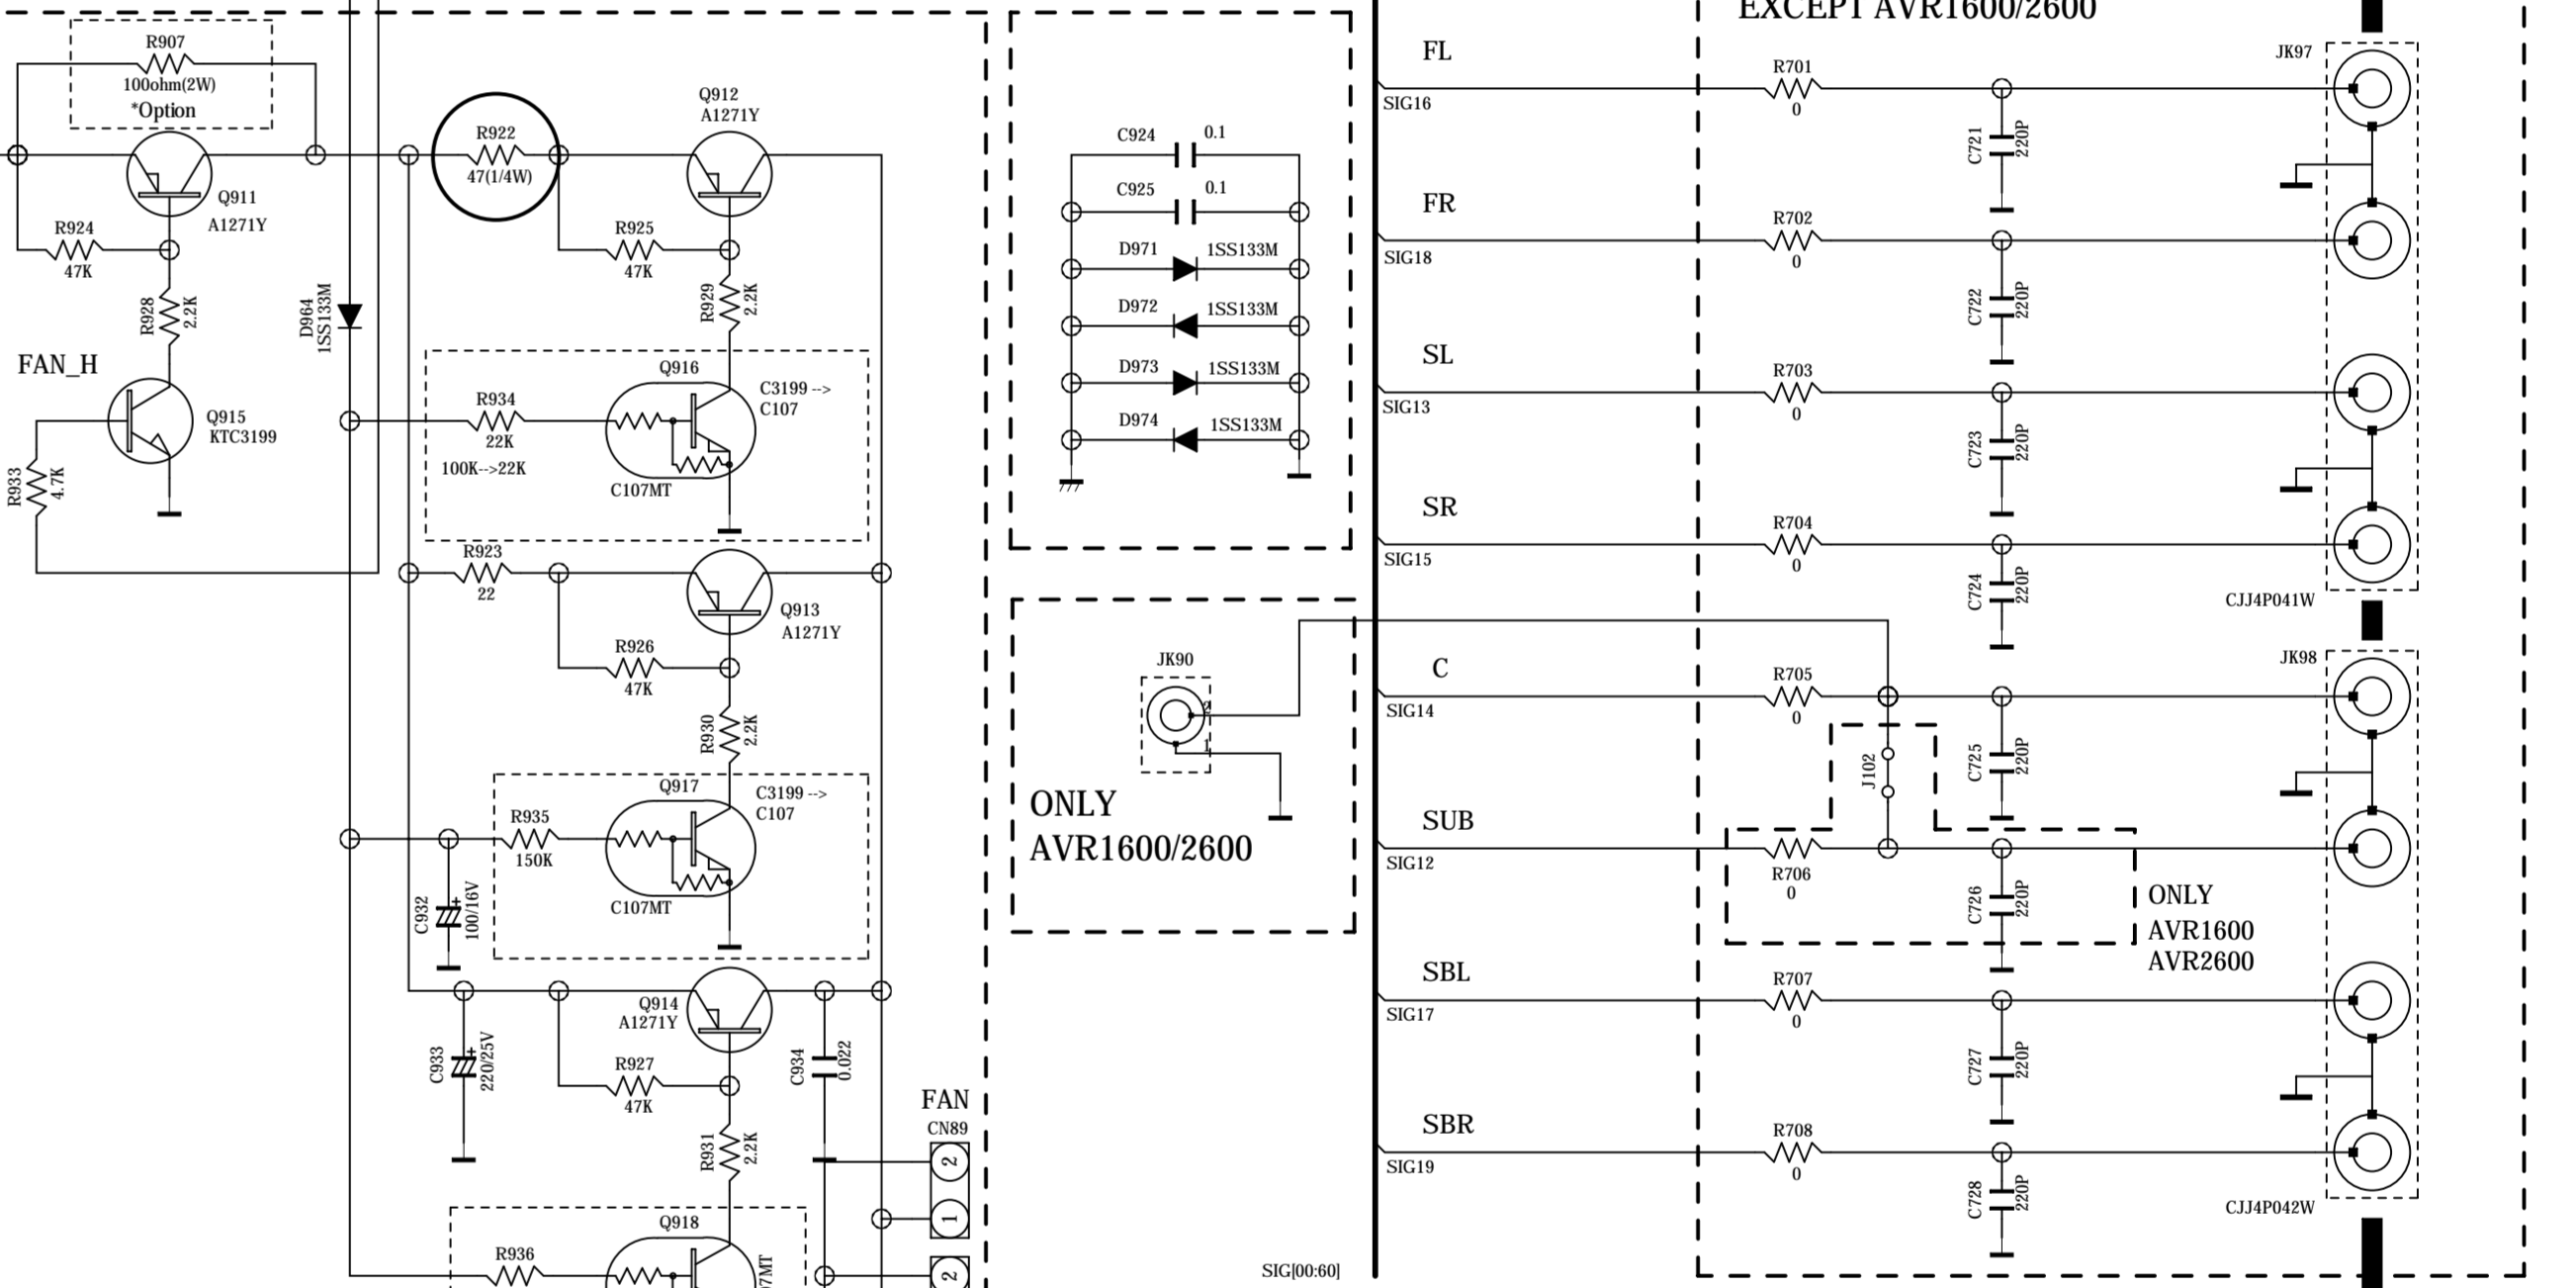 R907
100ohm(2W)
*Option
Q911
A1271Y
R924
47K
R928
2.2K
FAN_H
Q915
KTC3199
R933
4.7K
D964
1SS133M
R922
47(1/4W)
Q912
A1271Y
R925
47K
R929
2.2K
Q916
C3199 -->
C107
R934
22K
100K-->22K
C107MT
R923
22
Q913
A1271Y
R926
47K
R930
2.2K
Q917
C3199 -->
C107
R935
150K
C107MT
C932
100/16V
+
Q914
A1271Y
C933
220/25V
+
R927
47K
C934
0.022
R931
2.2K
FAN
CN89
2
1
2
Q918
R936
7MT
C924
0.1
C925
0.1
D971
1SS133M
D972
1SS133M
D973
1SS133M
D974
1SS133M
JK90
2
1
ONLY
AVR1600/2600
SIG[00:60]
EXCEPT AVR1600/2600
FL
SIG16
R701
0
C721
220P
JK97
FR
SIG18
R702
0
C722
220P
SL
SIG13
R703
0
C723
220P
SR
SIG15
R704
0
C724
220P
CJJ4P041W
C
SIG14
R705
0
J102
C725
220P
JK98
SUB
SIG12
R706
0
C726
220P
ONLY
AVR1600
AVR2600
SBL
SIG17
R707
0
C727
220P
SBR
SIG19
R708
0
C728
220P
CJJ4P042W